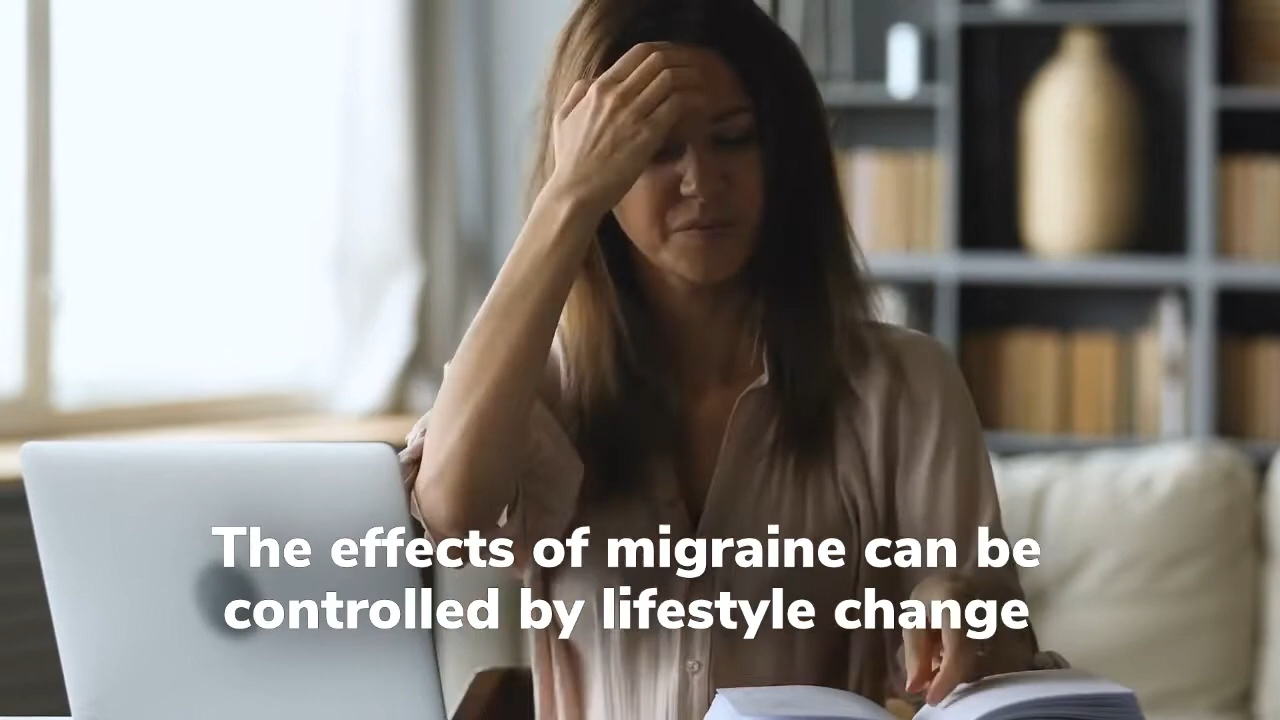 The effects of migraine can be
controlled by lifestyle change